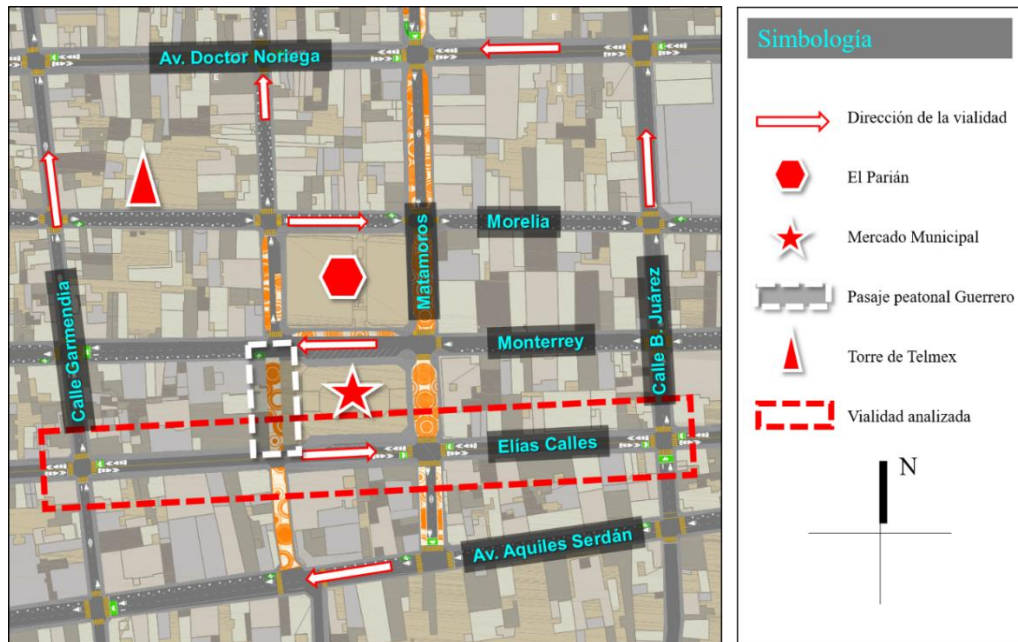 Av. Doctor Noriega
Morelia
Matamoros
Monterrey
Calle Garmendia
Calle B. Juárez
Elías Calles
Av. Aquiles Serdán
Simbología
Dirección de la vialidad
El Parián
Mercado Municipal
Pasaje peatonal Guerrero
Torre de Telmex
Vialidad analizada
N